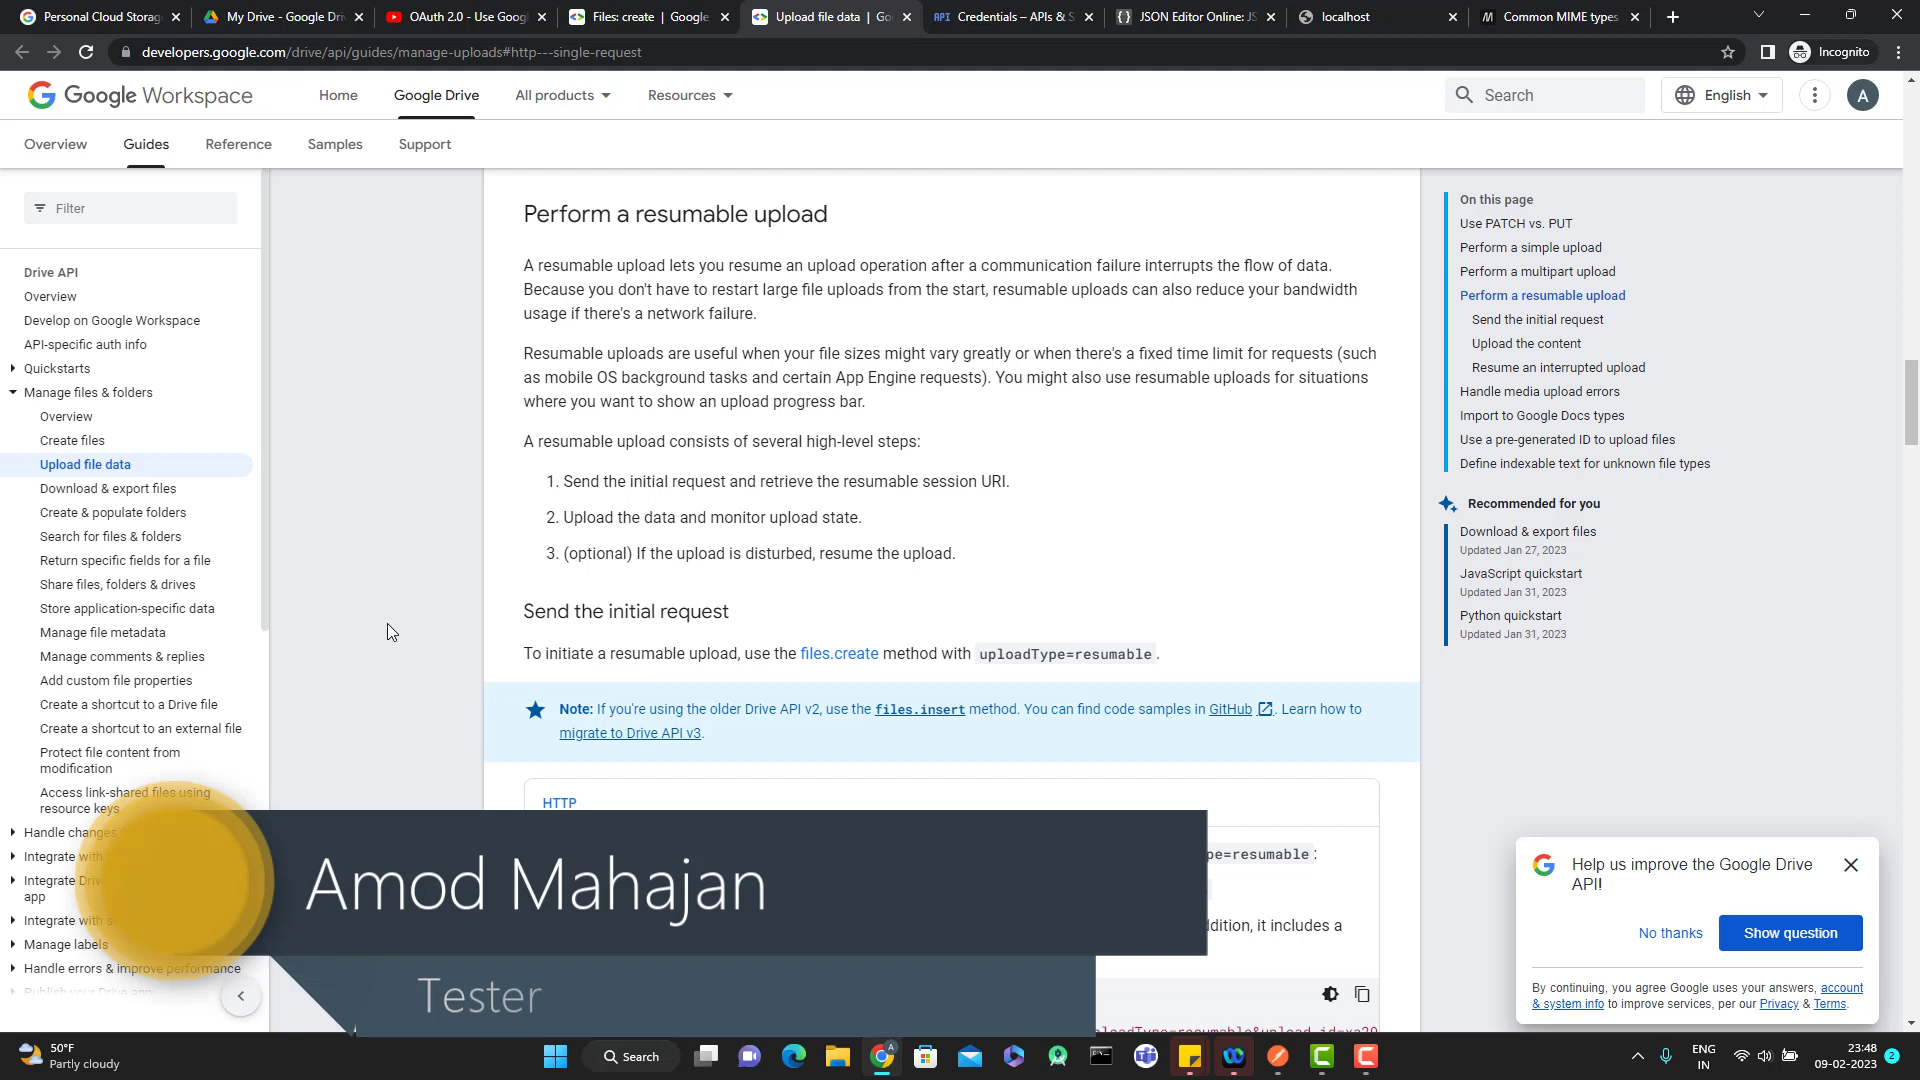 Personal Cloud Storag
My Drive - Google Dri
OAuth 2.0 - Use Goog
Files: create | Google
Upload file data | Go
API Credentials – APIs & S
JSON Editor Online: JS
localhost
Common MIME types
developers.google.com/drive/api/guides/manage-uploads#http---single-request
Incognito
Google Workspace
Home
Google Drive
All products
Resources
Search
English
A
Overview
Guides
Reference
Samples
Support
Filter
Drive API
Overview
Develop on Google Workspace
API-specific auth info
Quickstarts
Manage files & folders
Overview
Create files
Upload file data
Download & export files
Create & populate folders
Search for files & folders
Return specific fields for a file
Share files, folders & drives
Store application-specific data
Manage file metadata
Manage comments & replies
Add custom file properties
Create a shortcut to a Drive file
Create a shortcut to an external file
Protect file content from
modification
Access link-shared files using
resource keys
Handle changes
Integrate with
Integrate Driv
app
Integrate with s
Manage labels
Handle errors & improve performance
Publish your Drive app
Perform a resumable upload
A resumable upload lets you resume an upload operation after a communication failure interrupts the flow of data.
Because you don't have to restart large file uploads from the start, resumable uploads can also reduce your bandwidth
usage if there's a network failure.
Resumable uploads are useful when your file sizes might vary greatly or when there's a fixed time limit for requests (such
as mobile OS background tasks and certain App Engine requests). You might also use resumable uploads for situations
where you want to show an upload progress bar.
A resumable upload consists of several high-level steps:
1. Send the initial request and retrieve the resumable session URI.
2. Upload the data and monitor upload state.
3. (optional) If the upload is disturbed, resume the upload.
Send the initial request
To initiate a resumable upload, use the files.create method with uploadType=resumable.
Note: If you're using the older Drive API v2, use the files.insert method. You can find code samples in GitHub. Learn how to
migrate to Drive API v3.
HTTP
pe=resumable:
ddition, it includes a
ploadType=resumable&upload_id=xa29
Amod Mahajan
Tester
On this page
Use PATCH vs. PUT
Perform a simple upload
Perform a multipart upload
Perform a resumable upload
Send the initial request
Upload the content
Resume an interrupted upload
Handle media upload errors
Import to Google Docs types
Use a pre-generated ID to upload files
Define indexable text for unknown file types
Recommended for you
Download & export files
Updated Jan 27, 2023
JavaScript quickstart
Updated Jan 31, 2023
Python quickstart
Updated Jan 31, 2023
Help us improve the Google Drive
API!
No thanks
Show question
By continuing, you agree Google uses your answers, account
& system info to improve services, per our Privacy & Terms.
50°F
Partly cloudy
Search
ENG
IN
23:48
09-02-2023
2